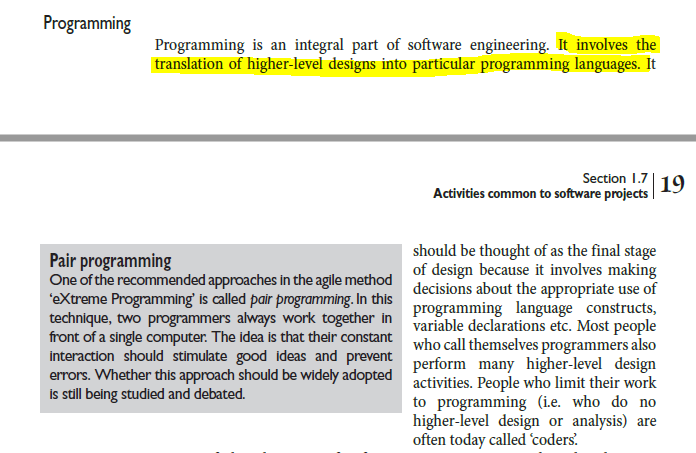 Programming
Programming is an integral part of software engineering. It involves the
translation of higher-level designs into particular programming languages. It
Section 1.7
Activities common to software projects
19
Pair programming
One of the recommended approaches in the agile method
‘eXtreme Programming’ is called pair programming. In this
technique, two programmers always work together in
front of a single computer. The idea is that their constant
interaction should stimulate good ideas and prevent
errors. Whether this approach should be widely adopted
is still being studied and debated.
should be thought of as the final stage
of design because it involves making
decisions about the appropriate use of
programming language constructs,
variable declarations etc. Most people
who call themselves programmers also
perform many higher-level design
activities. People who limit their work
to programming (i.e. who do no
higher-level design or analysis) are
often today called ‘coders’.